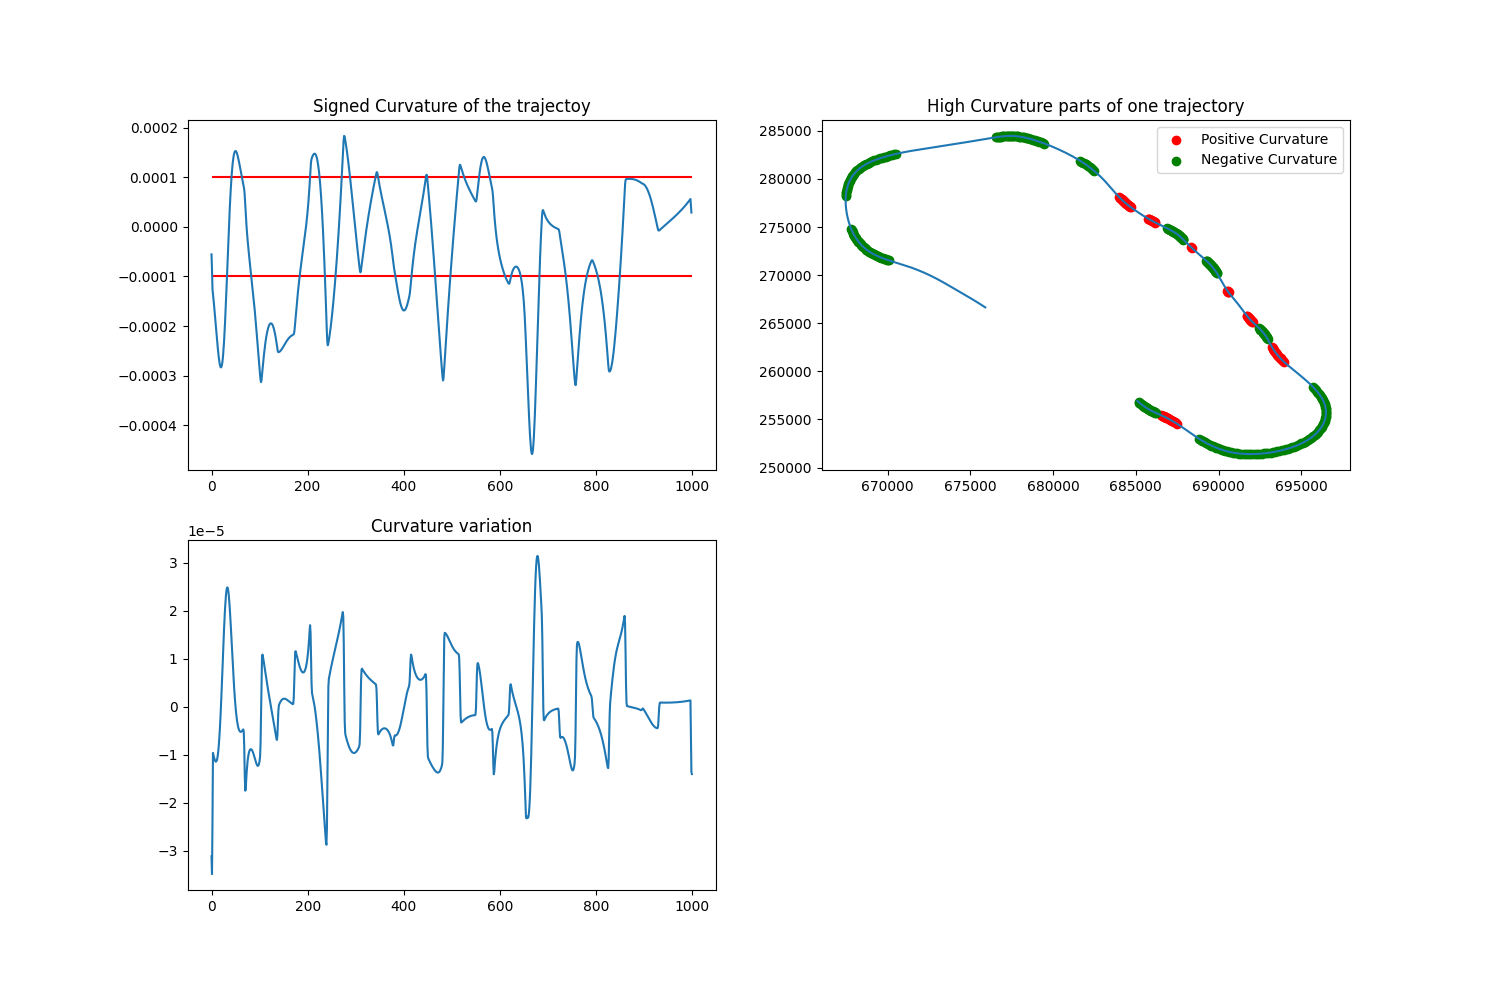 Signed Curvature of the trajectoy
0.0002
0.0001
0.0000
−0.0001
−0.0002
−0.0003
−0.0004
0 200 400 600 800 1000
High Curvature parts of one trajectory
Positive Curvature
Negative Curvature
285000
280000
275000
270000
265000
260000
255000
250000
670000 675000 680000 685000 690000 695000
Curvature variation
1e−5
3
2
1
0
−1
−2
−3
0 200 400 600 800 1000